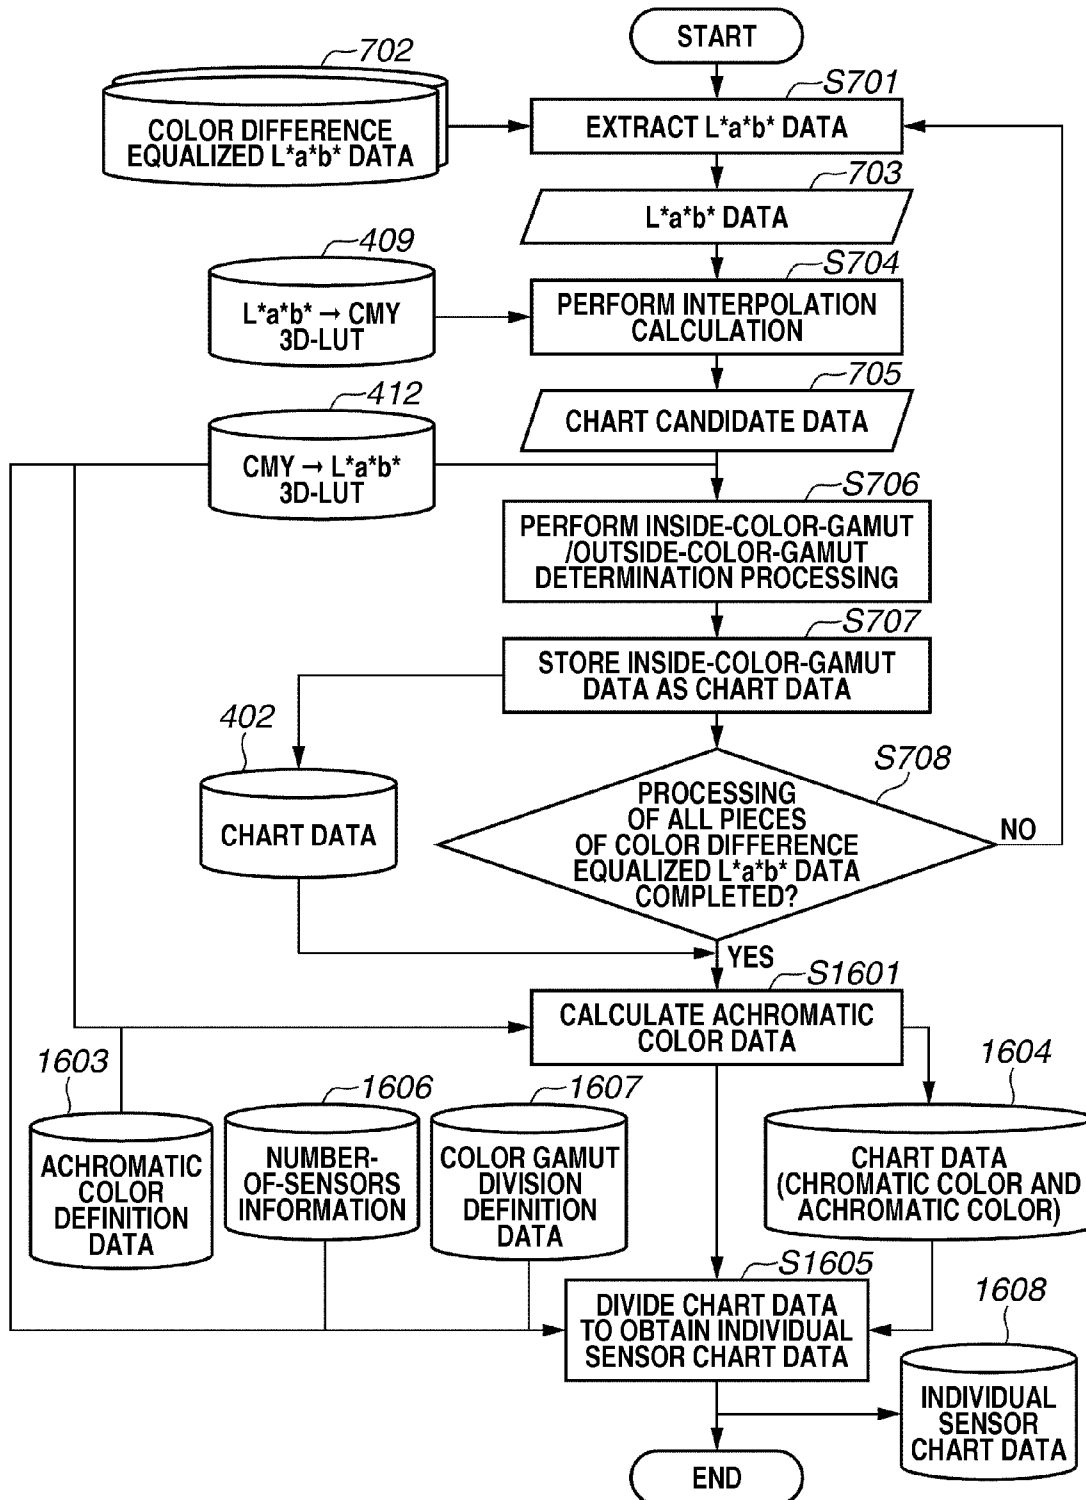 START
702
S701
COLOR DIFFERENCE
EQUALIZED L*a*b* DATA
EXTRACT L*a*b* DATA
703
L*a*b* DATA
409
S704
L*a*b* → CMY
3D-LUT
PERFORM INTERPOLATION
CALCULATION
705
412
CHART CANDIDATE DATA
CMY → L*a*b*
3D-LUT
S706
PERFORM INSIDE-COLOR-GAMUT
/OUTSIDE-COLOR-GAMUT
DETERMINATION PROCESSING
S707
STORE INSIDE-COLOR-GAMUT
DATA AS CHART DATA
402
S708
CHART DATA
PROCESSING
OF ALL PIECES
OF COLOR DIFFERENCE
EQUALIZED L*a*b* DATA
COMPLETED?
NO
YES
S1601
CALCULATE ACHROMATIC
COLOR DATA
1603
1606
1607
1604
ACHROMATIC
COLOR
DEFINITION
DATA
NUMBER-
OF-SENSORS
INFORMATION
COLOR GAMUT
DIVISION
DEFINITION
DATA
CHART DATA
(CHROMATIC COLOR AND
ACHROMATIC COLOR)
S1605
DIVIDE CHART DATA
TO OBTAIN INDIVIDUAL
SENSOR CHART DATA
1608
INDIVIDUAL
SENSOR
CHART DATA
END